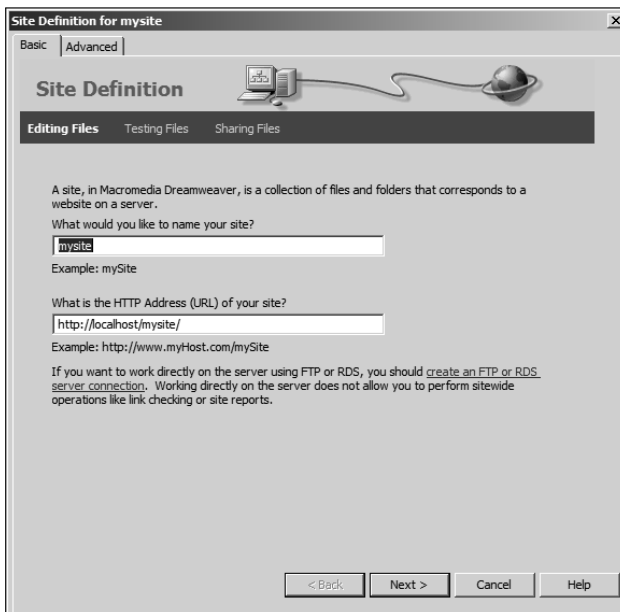 Site Definition for mysite
Basic Advanced
Site Definition
Editing Files Testing Files Sharing Files
A site, in Macromedia Dreamweaver, is a collection of files and folders that corresponds to a
website on a server.
What would you like to name your site?
mysite
Example: mySite
What is the HTTP Address (URL) of your site?
http://localhost/mysite/
Example: http://www.myHost.com/mySite
If you want to work directly on the server using FTP or RDS, you should create an FTP or RDS
server connection. Working directly on the server does not allow you to perform sitewide
operations like link checking or site reports.
< Back Next > Cancel Help